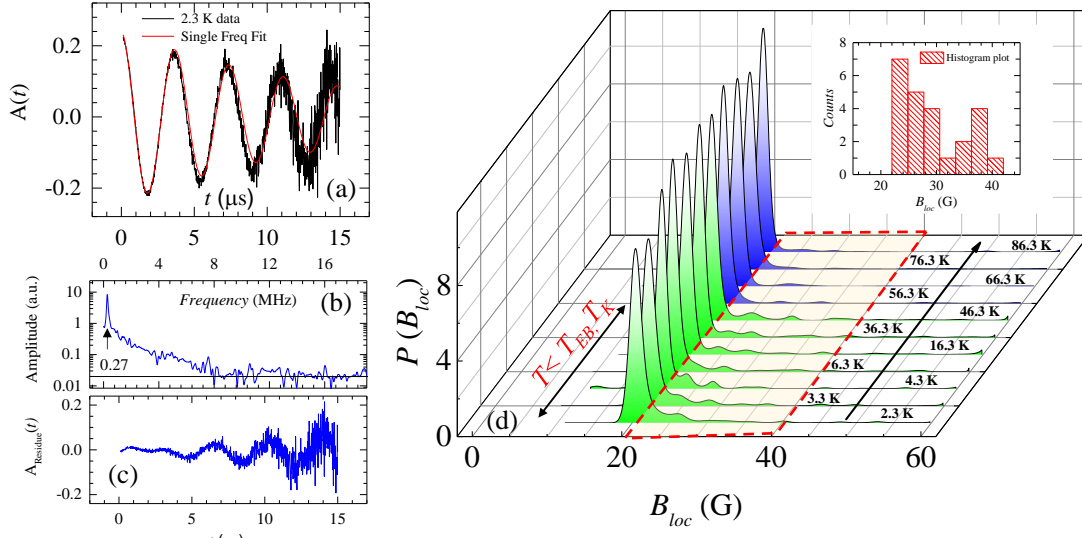 2.3 K data
Single Freq Fit
0.2
0.0
-0.2
A(t)
t (μs)
(a)
0 5 10 15
0 4 8 12 16
Frequency (MHz)
(b)
10
1
0.1
0.01
Amplitude (a.u.)
0.27
0.2
0.0
-0.2
A_Residue(t)
(c)
0 5 10 15
8
4
0
P (B_loc)
T< T_EB, T_K
(d)
0 20 40 60
B_loc (G)
86.3 K
76.3 K
66.3 K
56.3 K
46.3 K
36.3 K
16.3 K
6.3 K
4.3 K
3.3 K
2.3 K
8
6
4
2
0
Counts
Histogram plot
20 30 40
B_loc (G)